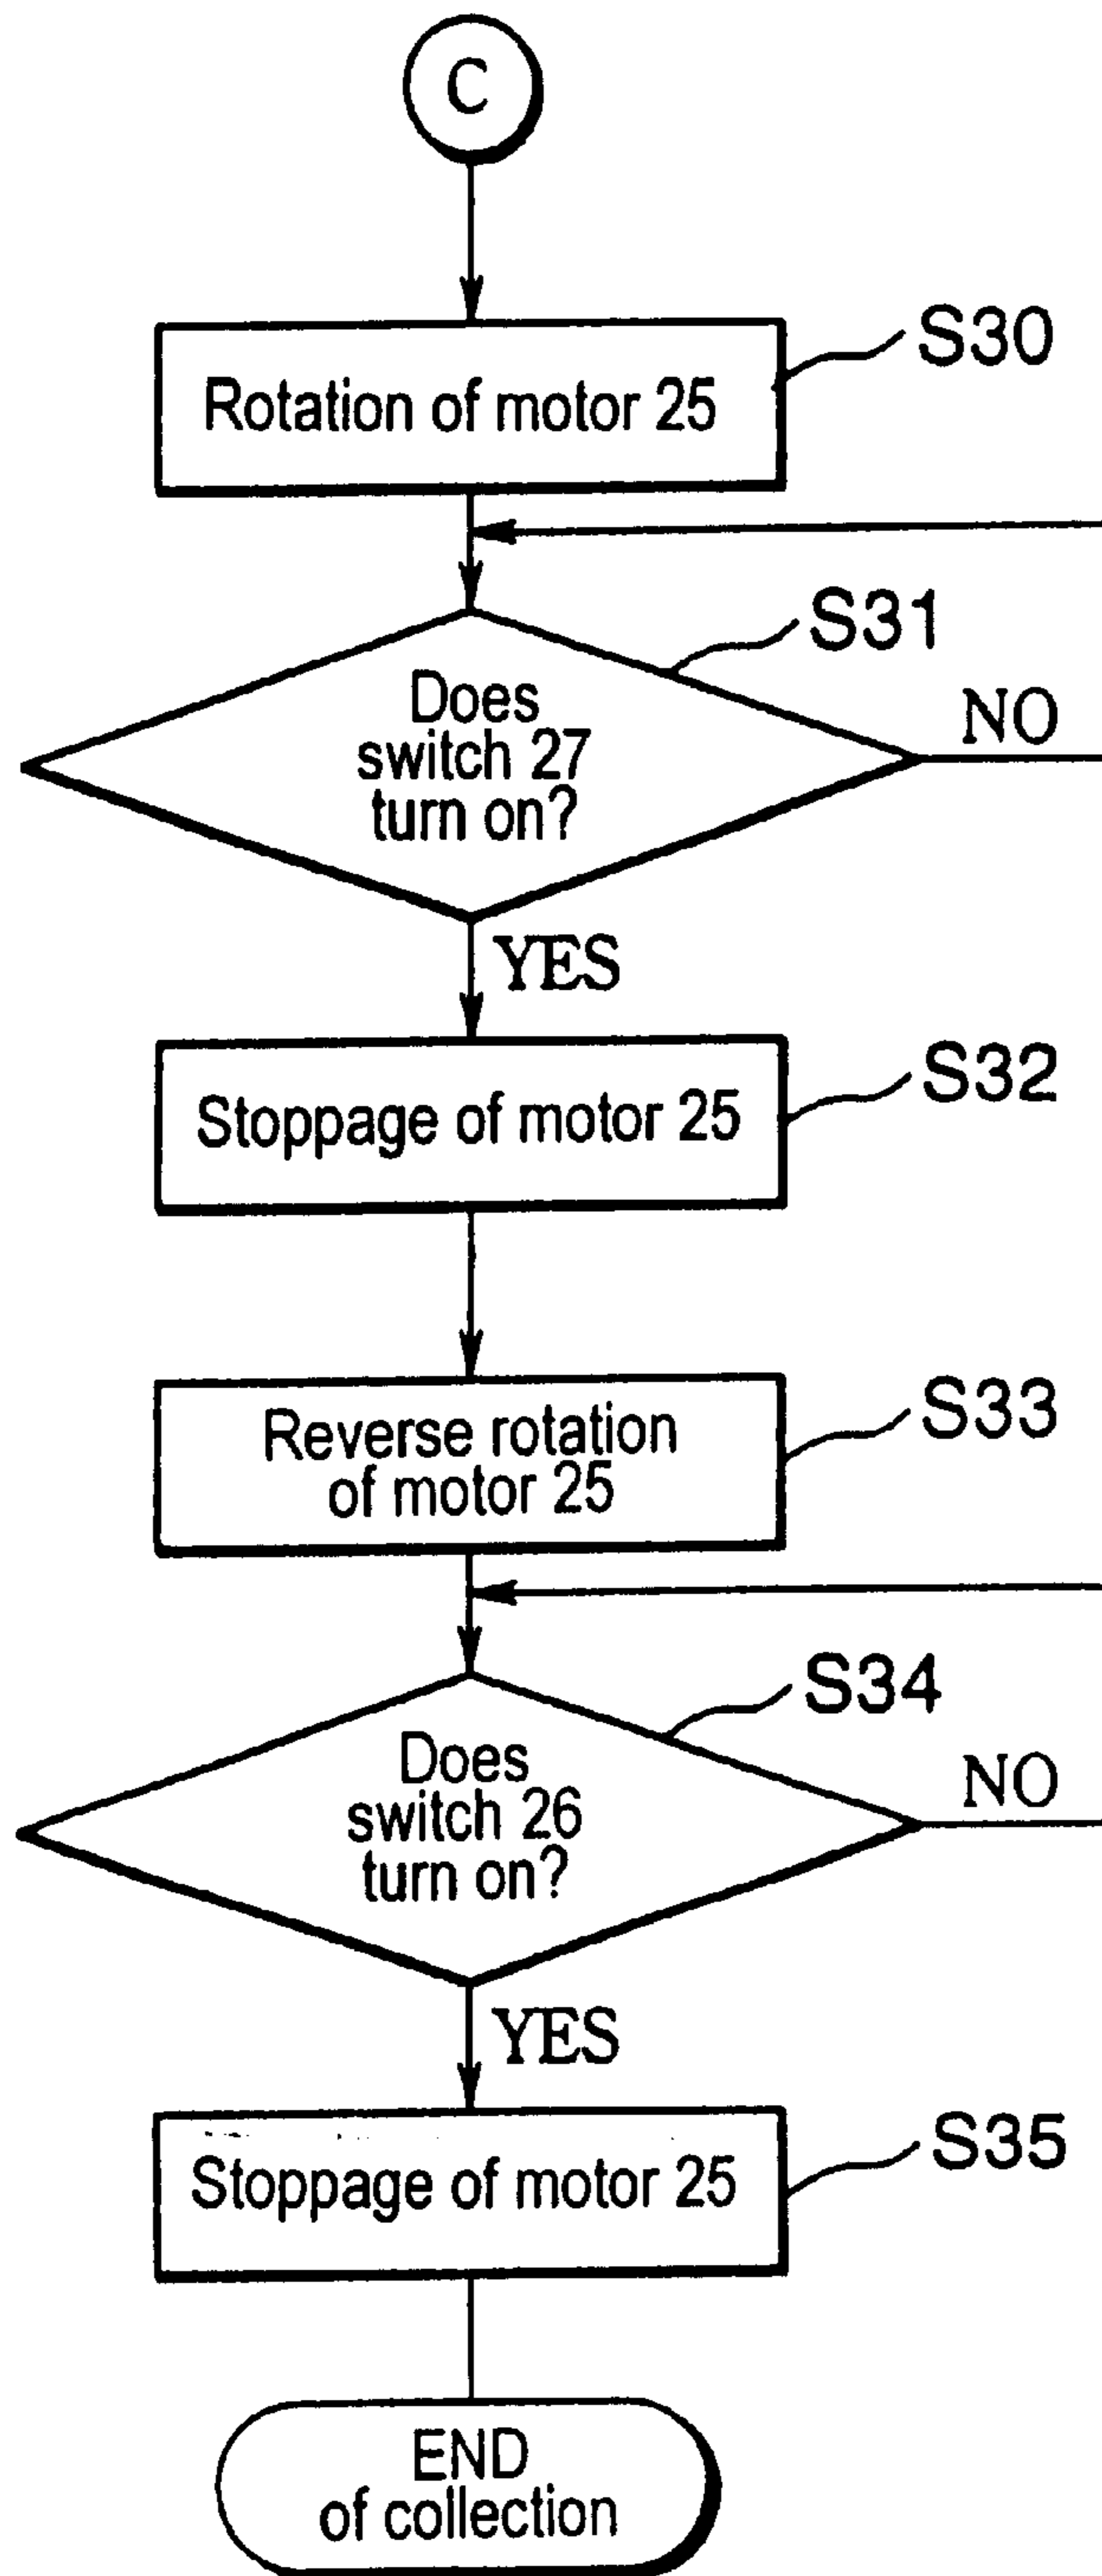 C
S30
Rotation of motor 25
S31
Does
switch 27
turn on?
NO
YES
S32
Stoppage of motor 25
S33
Reverse rotation
of motor 25
S34
Does
switch 26
turn on?
NO
YES
S35
Stoppage of motor 25
END
of collection